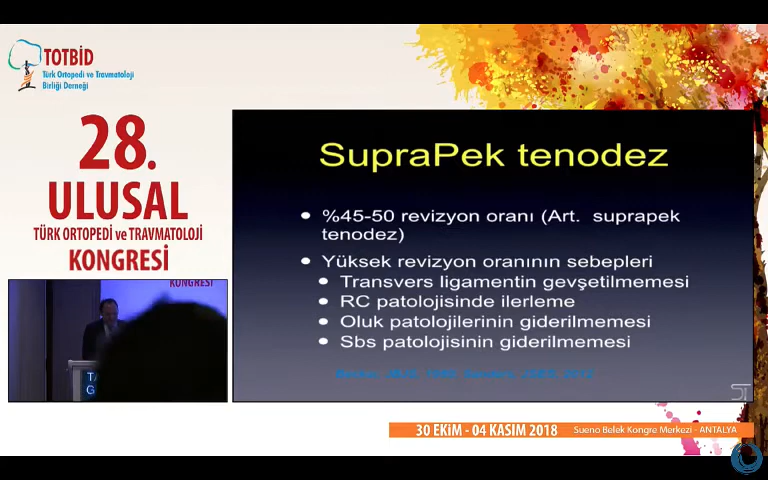 TOTBİD
Türk Ortopedi ve Travmatoloji
Birliği Derneği
28.
ULUSAL
TÜRK ORTOPEDİ ve TRAVMATOLOJİ
KONGRESİ
KONGRESİ
SupraPek tenodez
• %45-50 revizyon oranı (Art. suprapek
tenodez)
• Yüksek revizyon oranının sebepleri
• Transvers ligamentin gevşetilmemesi
• RC patolojisinde ilerleme
• Oluk patolojilerinin giderilmemesi
• Sbs patolojisinin giderilmemesi
30 EKİM - 04 KASIM 2018 Sueno Belek Kongre Merkezi - ANTALYA